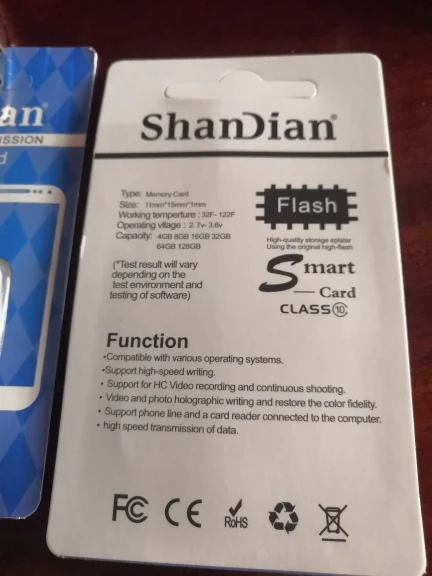 an
ISSION
d
ShanDian®
Type: Memory Card
Size: 11mm*15mm*1mm
Working temperture : 32F- 122F
Operating vllage : 2. 7v- 3.6v
Capacity: 4GB 8GB 16GB 32GB
64GB 128GB
(*Test result will vary
depending on the
test environment and
testing of software)
Flash
High-quality storage epistar
Using the original high-flash
Smart
Card
CLASS⑩
Function
•Compatible with various operating systems.
•Support high-speed writing.
• Support for HC Video recording and continuous shooting.
• Video and photo holographic writing and restore the color fidelity.
• Support phone line and a card reader connected to the computer.
• high speed transmission of data.
FC CE RoHS